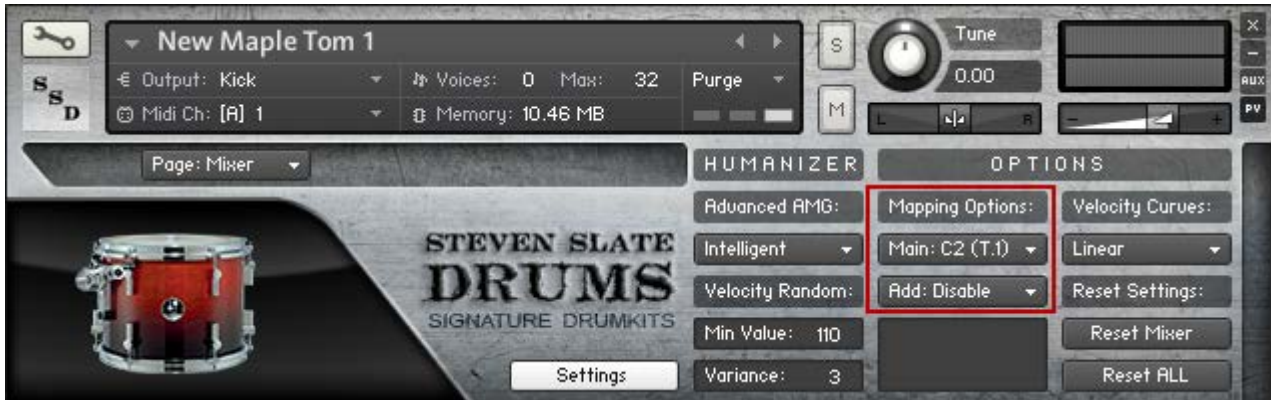 New Maple Tom 1
S
Tune
SSD
Output: Kick
Voices: 0 Max: 32
Purge
0.00
AUX
Midi Ch: [A] 1
Memory: 10.46 MB
M
L R
- +
PV
Page: Mixer
HUMANIZER
OPTIONS
Advanced AMG:
Mapping Options:
Velocity Curves:
STEVEN SLATE
Intelligent
Main: C2 (T.1)
Linear
DRUMS
Velocity Random:
Add: Disable
Reset Settings:
SIGNATURE DRUMKITS
Min Value: 110
Reset Mixer
Settings
Variance: 3
Reset ALL